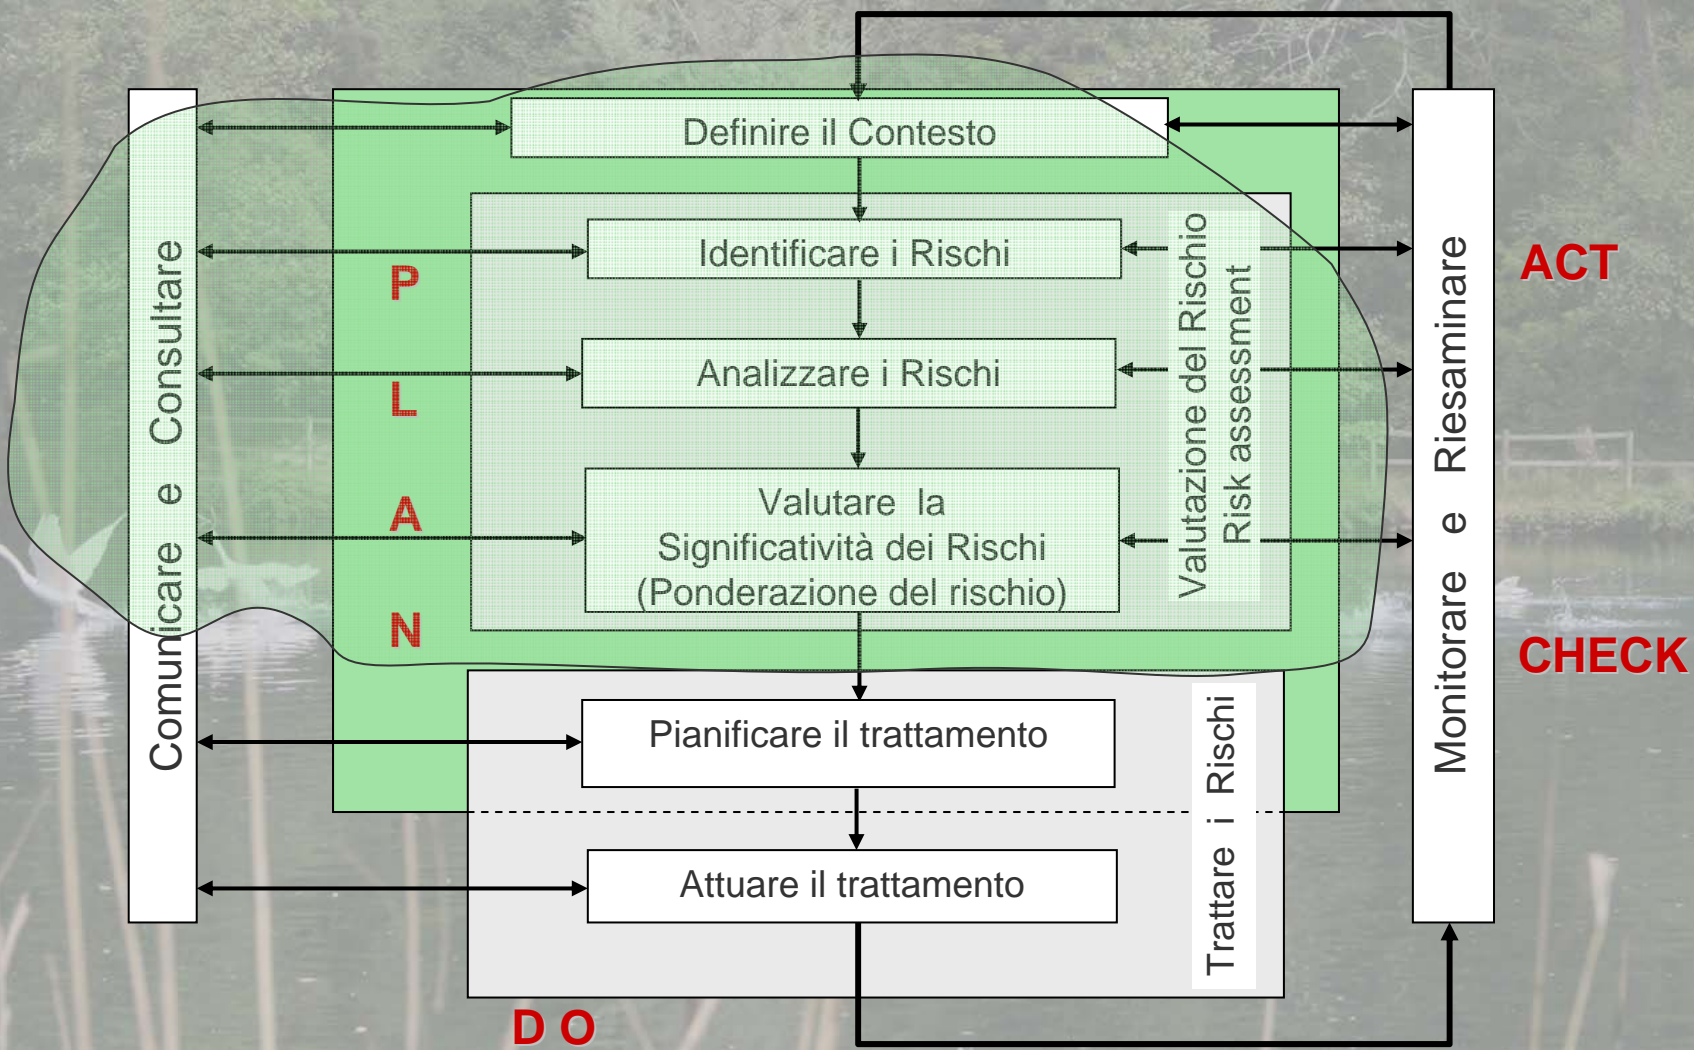 Definire il Contesto
Comunicare e Consultare
P
L
A
N
Identificare i Rischi
Analizzare i Rischi
Valutare la
Significatività dei Rischi
(Ponderazione del rischio)
Valutazione del Rischio
Risk assessment
Monitorare e Riesaminare
ACT
CHECK
Pianificare il trattamento
Attuare il trattamento
Trattare i Rischi
D O